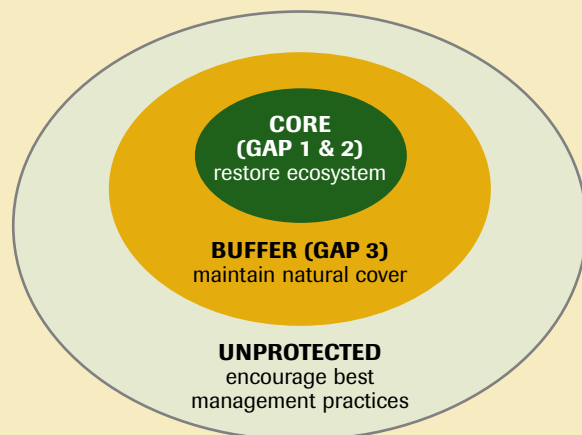 CORE
(GAP 1 & 2)
restore ecosystem
BUFFER (GAP 3)
maintain natural cover
UNPROTECTED
encourage best
management practices